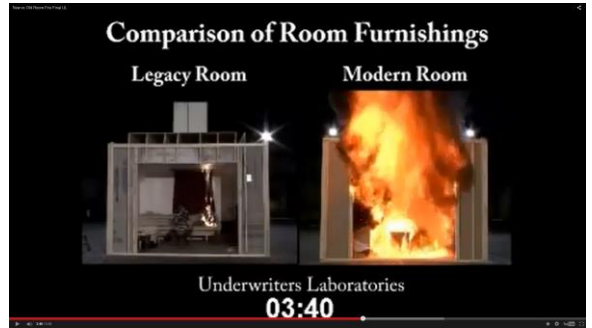 Comparison of Room Furnishings
Legacy Room
Modern Room
Underwriters Laboratories
03:40